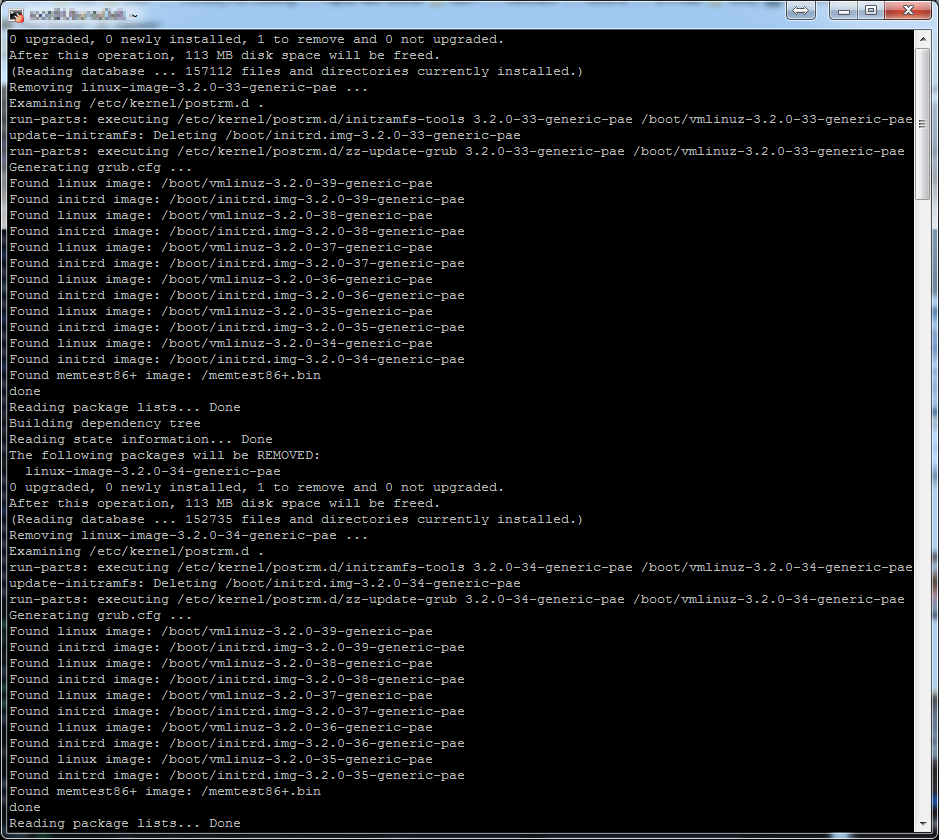 ~
0 upgraded, 0 newly installed, 1 to remove and 0 not upgraded.
After this operation, 113 MB disk space will be freed.
(Reading database ... 157112 files and directories currently installed.)
Removing linux-image-3.2.0-33-generic-pae ...
Examining /etc/kernel/postrm.d .
run-parts: executing /etc/kernel/postrm.d/initramfs-tools 3.2.0-33-generic-pae /boot/vmlinuz-3.2.0-33-generic-pae
update-initramfs: Deleting /boot/initrd.img-3.2.0-33-generic-pae
run-parts: executing /etc/kernel/postrm.d/zz-update-grub 3.2.0-33-generic-pae /boot/vmlinuz-3.2.0-33-generic-pae
Generating grub.cfg ...
Found linux image: /boot/vmlinuz-3.2.0-39-generic-pae
Found initrd image: /boot/initrd.img-3.2.0-39-generic-pae
Found linux image: /boot/vmlinuz-3.2.0-38-generic-pae
Found initrd image: /boot/initrd.img-3.2.0-38-generic-pae
Found linux image: /boot/vmlinuz-3.2.0-37-generic-pae
Found initrd image: /boot/initrd.img-3.2.0-37-generic-pae
Found linux image: /boot/vmlinuz-3.2.0-36-generic-pae
Found initrd image: /boot/initrd.img-3.2.0-36-generic-pae
Found linux image: /boot/vmlinuz-3.2.0-35-generic-pae
Found initrd image: /boot/initrd.img-3.2.0-35-generic-pae
Found linux image: /boot/vmlinuz-3.2.0-34-generic-pae
Found initrd image: /boot/initrd.img-3.2.0-34-generic-pae
Found memtest86+ image: /memtest86+.bin
done
Reading package lists... Done
Building dependency tree
Reading state information... Done
The following packages will be REMOVED:
  linux-image-3.2.0-34-generic-pae
0 upgraded, 0 newly installed, 1 to remove and 0 not upgraded.
After this operation, 113 MB disk space will be freed.
(Reading database ... 152735 files and directories currently installed.)
Removing linux-image-3.2.0-34-generic-pae ...
Examining /etc/kernel/postrm.d .
run-parts: executing /etc/kernel/postrm.d/initramfs-tools 3.2.0-34-generic-pae /boot/vmlinuz-3.2.0-34-generic-pae
update-initramfs: Deleting /boot/initrd.img-3.2.0-34-generic-pae
run-parts: executing /etc/kernel/postrm.d/zz-update-grub 3.2.0-34-generic-pae /boot/vmlinuz-3.2.0-34-generic-pae
Generating grub.cfg ...
Found linux image: /boot/vmlinuz-3.2.0-39-generic-pae
Found initrd image: /boot/initrd.img-3.2.0-39-generic-pae
Found linux image: /boot/vmlinuz-3.2.0-38-generic-pae
Found initrd image: /boot/initrd.img-3.2.0-38-generic-pae
Found linux image: /boot/vmlinuz-3.2.0-37-generic-pae
Found initrd image: /boot/initrd.img-3.2.0-37-generic-pae
Found linux image: /boot/vmlinuz-3.2.0-36-generic-pae
Found initrd image: /boot/initrd.img-3.2.0-36-generic-pae
Found linux image: /boot/vmlinuz-3.2.0-35-generic-pae
Found initrd image: /boot/initrd.img-3.2.0-35-generic-pae
Found memtest86+ image: /memtest86+.bin
done
Reading package lists... Done